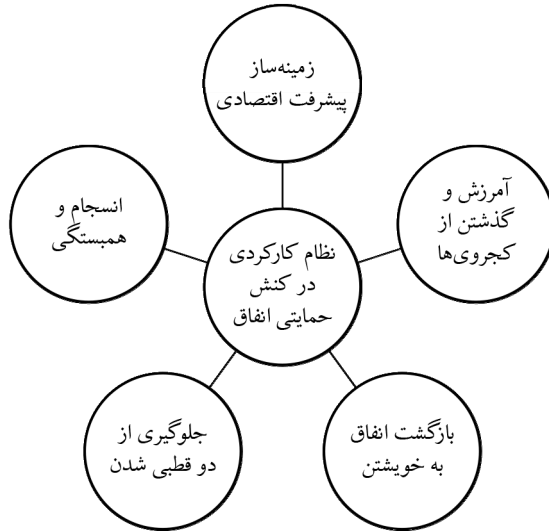 زمینه‌ساز
پیشرفت اقتصادی
آمرزش و
گذشتن از
کجروی‌ها
انسجام و
همبستگی
نظام کارکردی
در کنش
حمایتی انفاق
بازگشت انفاق
به خویشتن
جلوگیری از
دو قطبی شدن